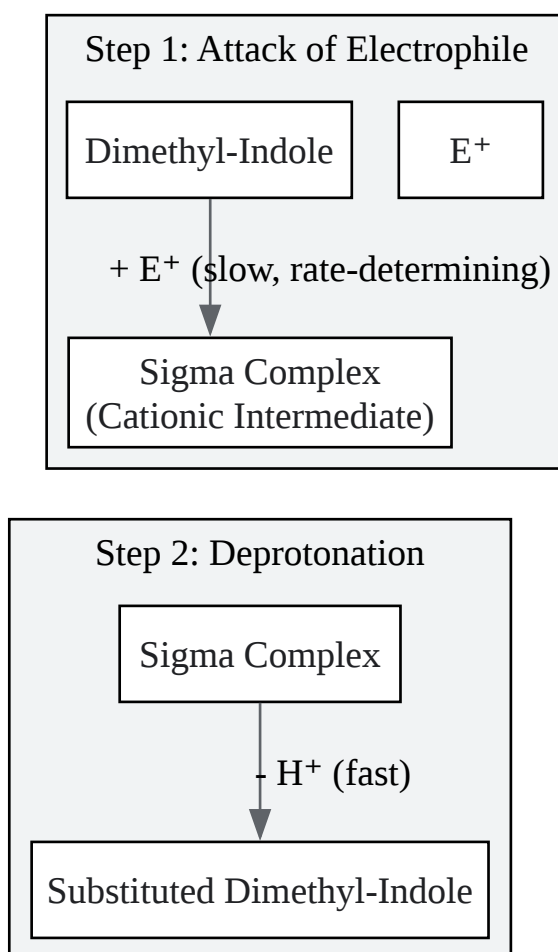 Step 1: Attack of Electrophile
Dimethyl-Indole
E⁺
+ E⁺ (slow, rate-determining)
Sigma Complex
(Cationic Intermediate)
Step 2: Deprotonation
Sigma Complex
- H⁺ (fast)
Substituted Dimethyl-Indole